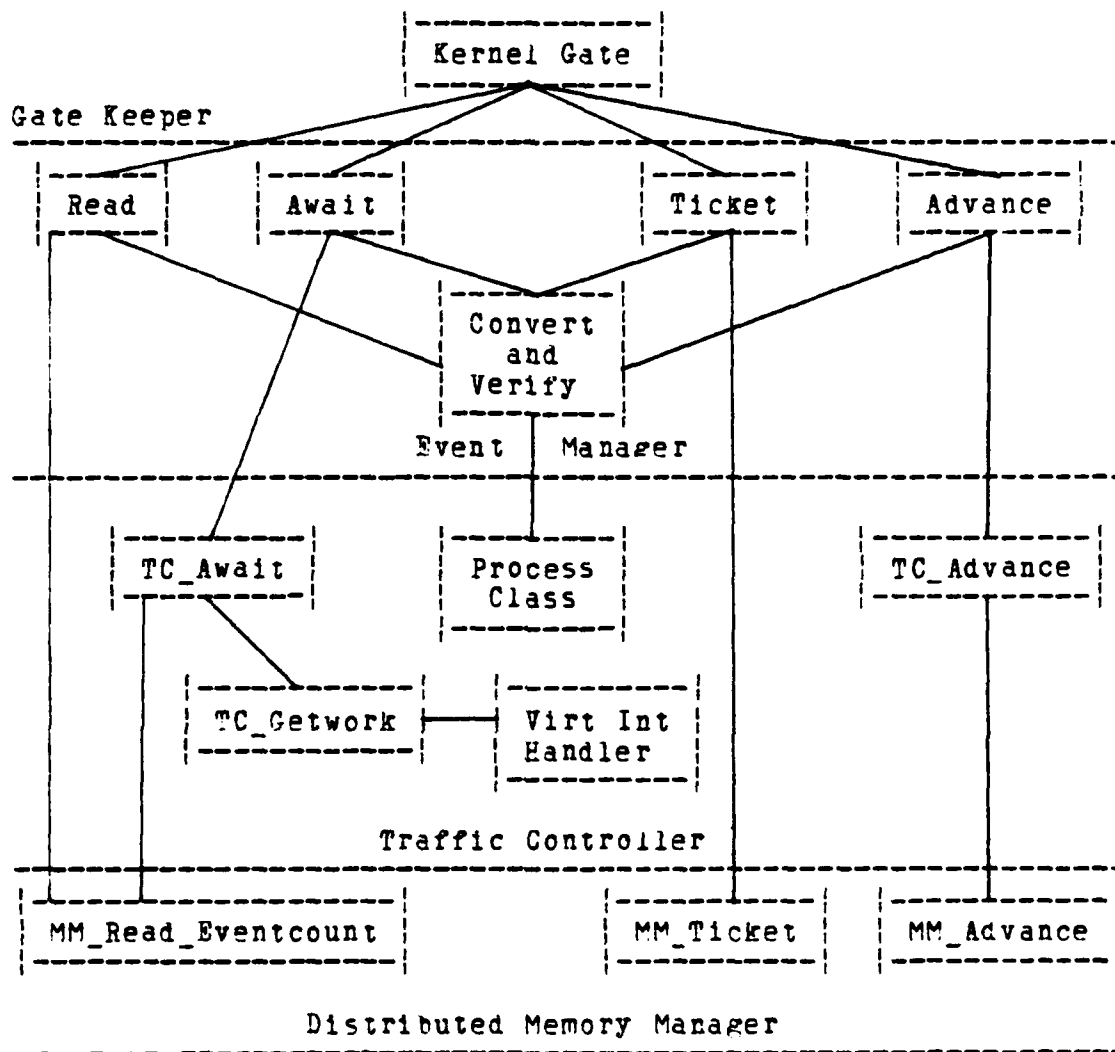 Kernel Gate
Gate Keeper
Read
Await
Ticket
Advance
Convert
and
Verify
Event Manager
TC_Await
Process
Class
TC_Advance
TC_Getwork
Virt Int
Handler
Traffic Controller
MM_Read_Eventcount
MM_Ticket
MM_Advance
Distributed Memory Manager